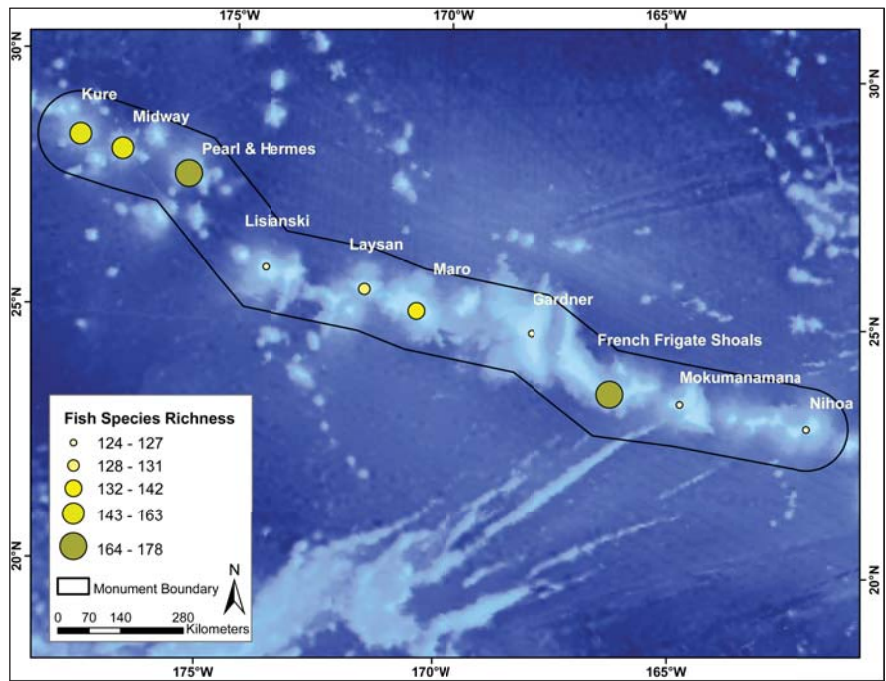 175°W 170°W 165°W
30°N 30°N
Kure
Midway
Pearl & Hermes
Lisianski
Laysan
Maro
Gardner
25°N 25°N
French Frigate Shoals
Mokumanamana
Nihoa
Fish Species Richness
124 - 127
128 - 131
132 - 142
143 - 163
164 - 178
Monument Boundary
N
0 70 140 280
Kilometers
20°N 20°N
175°W 170°W 165°W